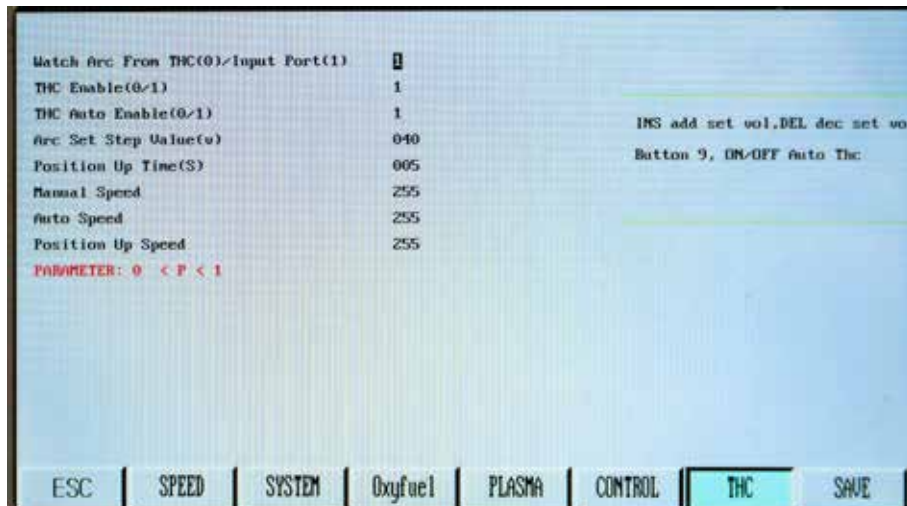 Watch Arc From THC(0)/Input Port(1) 1
THC Enable(0/1) 1
THC Auto Enable(0/1) 1
Arc Set Step Value(v) 040
Position Up Time(S) 005
Manual Speed 255
Auto Speed 255
Position Up Speed 255
PARAMETER: 0 < P < 1
INS add set vol,DEL dec set vo
Button 9, ON/OFF Auto Thc
ESC SPEED SYSTEM Oxyfuel PLASMA CONTROL THC SAVE